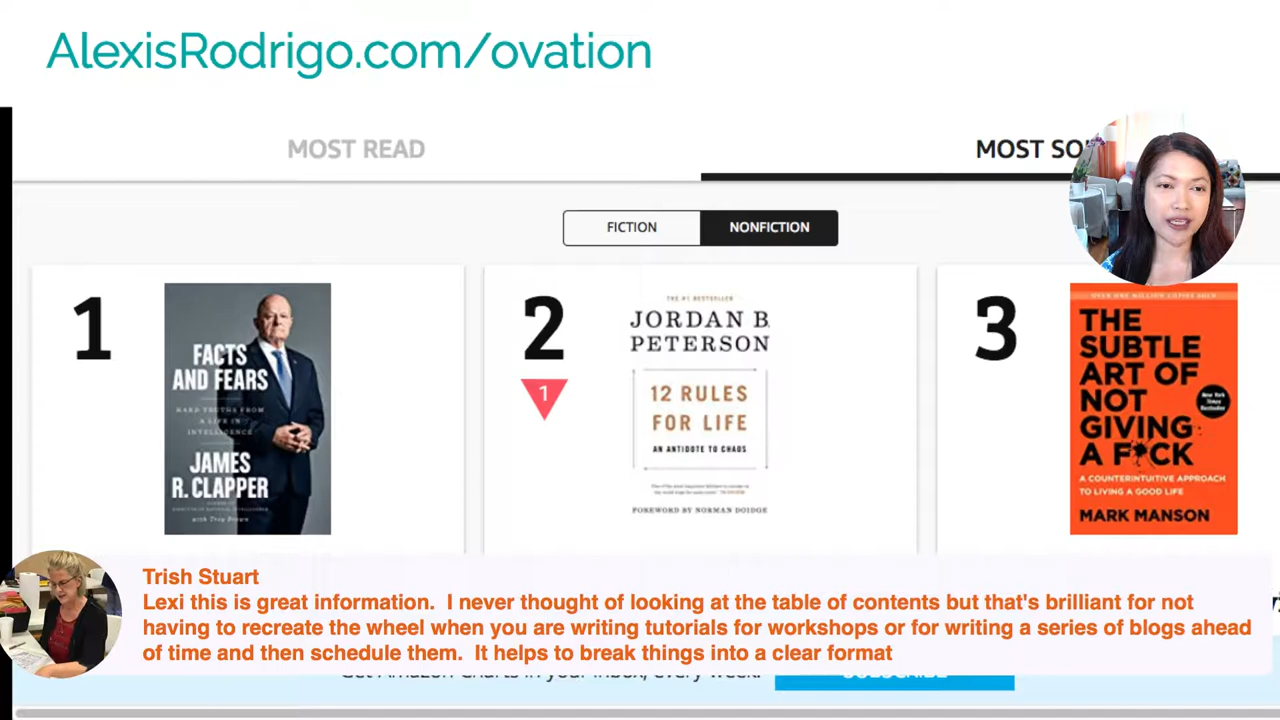 AlexisRodrigo.com/ovation
MOST READ
MOST SO
FICTION
NONFICTION
1
FACTS
AND FEARS
HARD TRUTHS FROM
A LIFE IN
INTELLIGENCE
JAMES
R. CLAPPER
with Trey Brown
2
1
THE #1 BESTSELLER
JORDAN B.
PETERSON
12 RULES
FOR LIFE
AN ANTIDOTE TO CHAOS
FOREWORD BY NORMAN DOIDGE
3
OVER ONE MILLION COPIES SOLD
THE
SUBTLE
ART OF
NOT
GIVING
A F*CK
New York
Times
Bestseller
A COUNTERINTUITIVE APPROACH
TO LIVING A GOOD LIFE
MARK MANSON
Trish Stuart
Lexi this is great information. I never thought of looking at the table of contents but that's brilliant for not
having to recreate the wheel when you are writing tutorials for workshops or for writing a series of blogs ahead
of time and then schedule them. It helps to break things into a clear format
Get Amazon Charts in your inbox, every week.
SUBSCRIBE